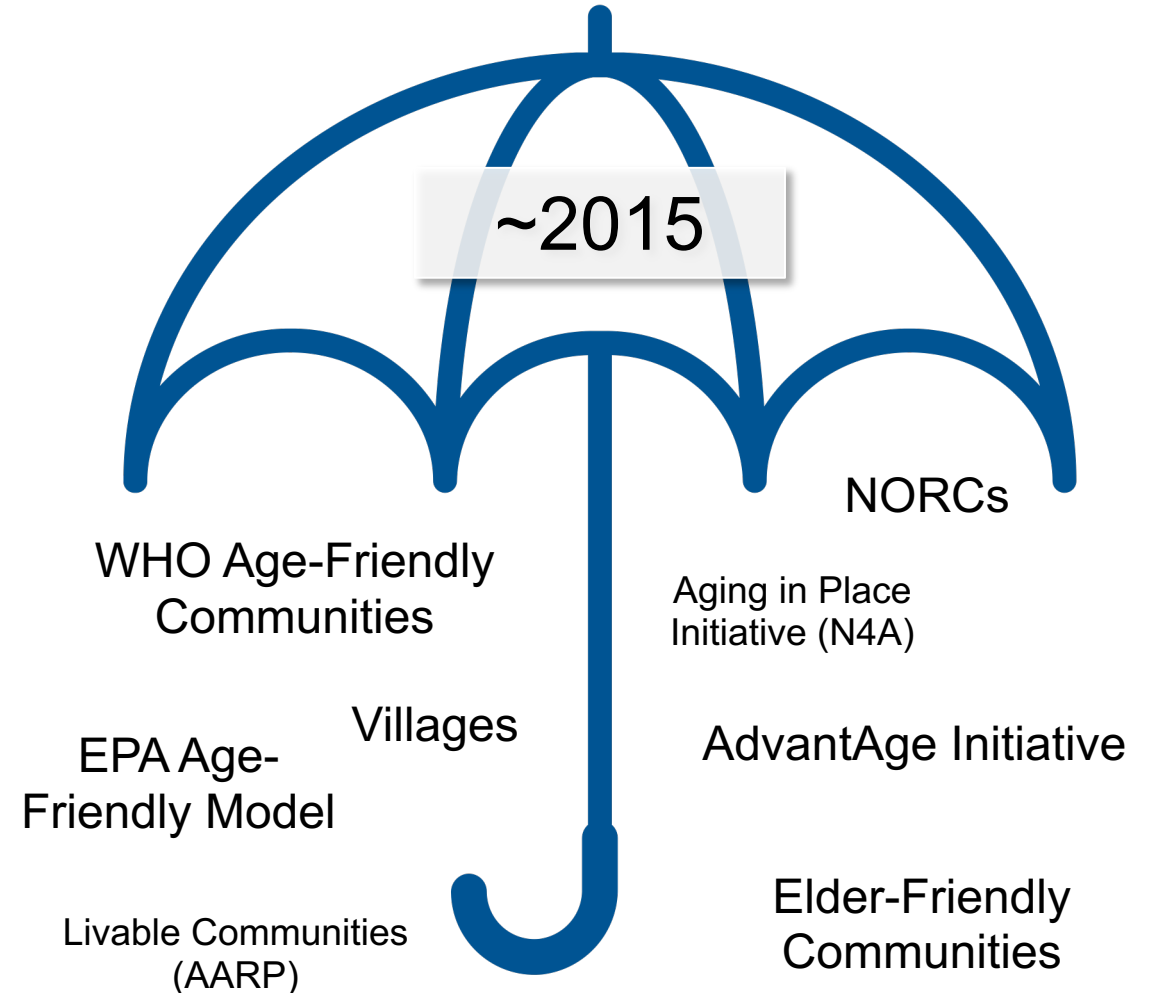 ~2015
NORCs
WHO Age-Friendly
Communities
Aging in Place
Initiative (N4A)
Villages
AdvantAge Initiative
EPA Age-
Friendly Model
Elder-Friendly
Communities
Livable Communities
(AARP)